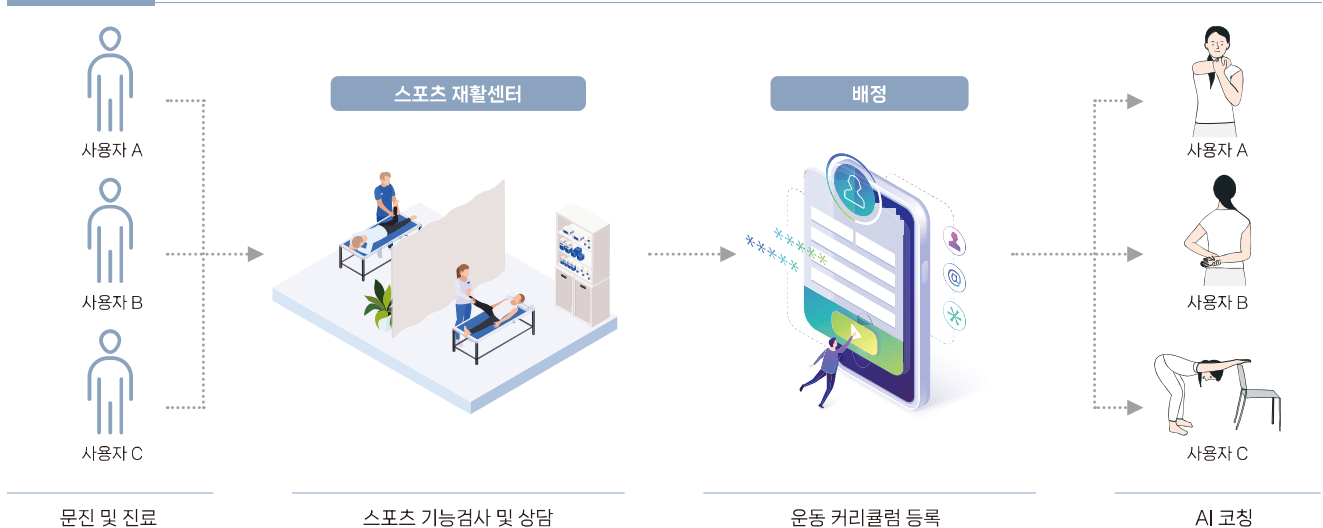 스포츠 재활센터
배정
사용자 A
사용자 B
사용자 C
사용자 A
사용자 B
사용자 C
문진 및 진료
스포츠 기능검사 및 상담
운동 커리큘럼 등록
AI 코칭